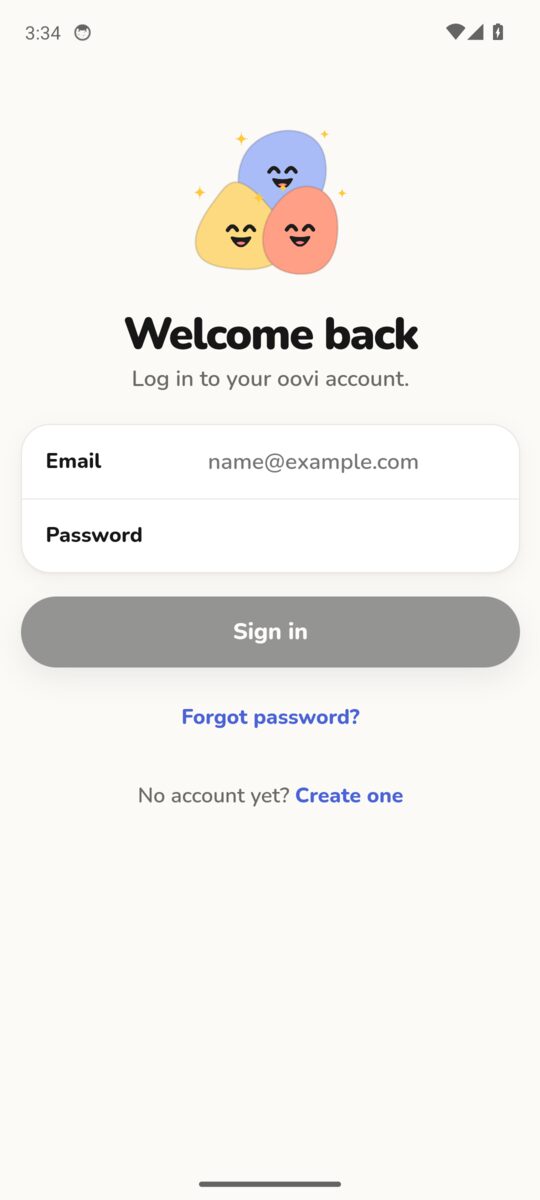 3:34
Welcome back
Log in to your oovi account.
Email name@example.com
Password
Sign in
Forgot password?
No account yet? Create one